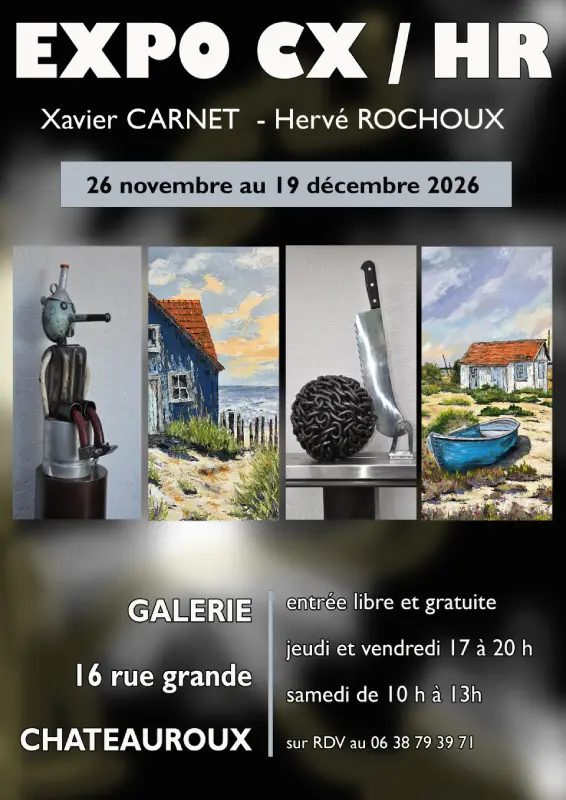 EXPO CX / HR
Xavier CARNET - Hervé ROCHOUX
26 novembre au 19 décembre 2026
GALERIE
16 rue grande
CHATEAUROUX
entrée libre et gratuite
jeudi et vendredi 17 à 20 h
samedi de 10 h à 13h
sur RDV au 06 38 79 39 71